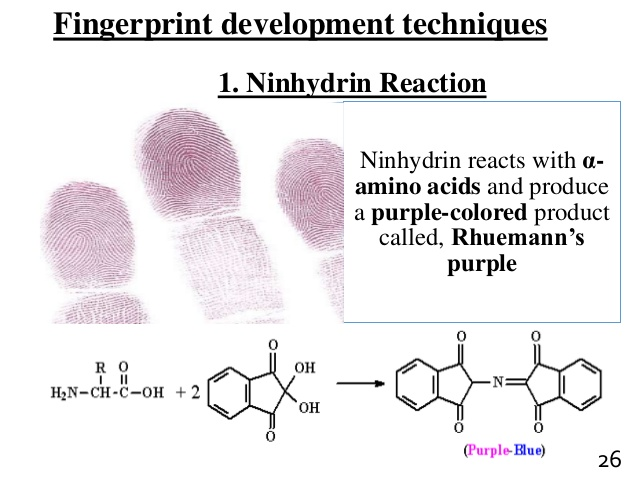 Fingerprint development techniques
1. Ninhydrin Reaction
Ninhydrin reacts with α-
amino acids and produce
a purple-colored product
called, Rhuemann's
purple
R O
H₂N–CH–C–OH + 2
O
OH
OH
O
O
O
N
O
O
(Purple-Blue)
26